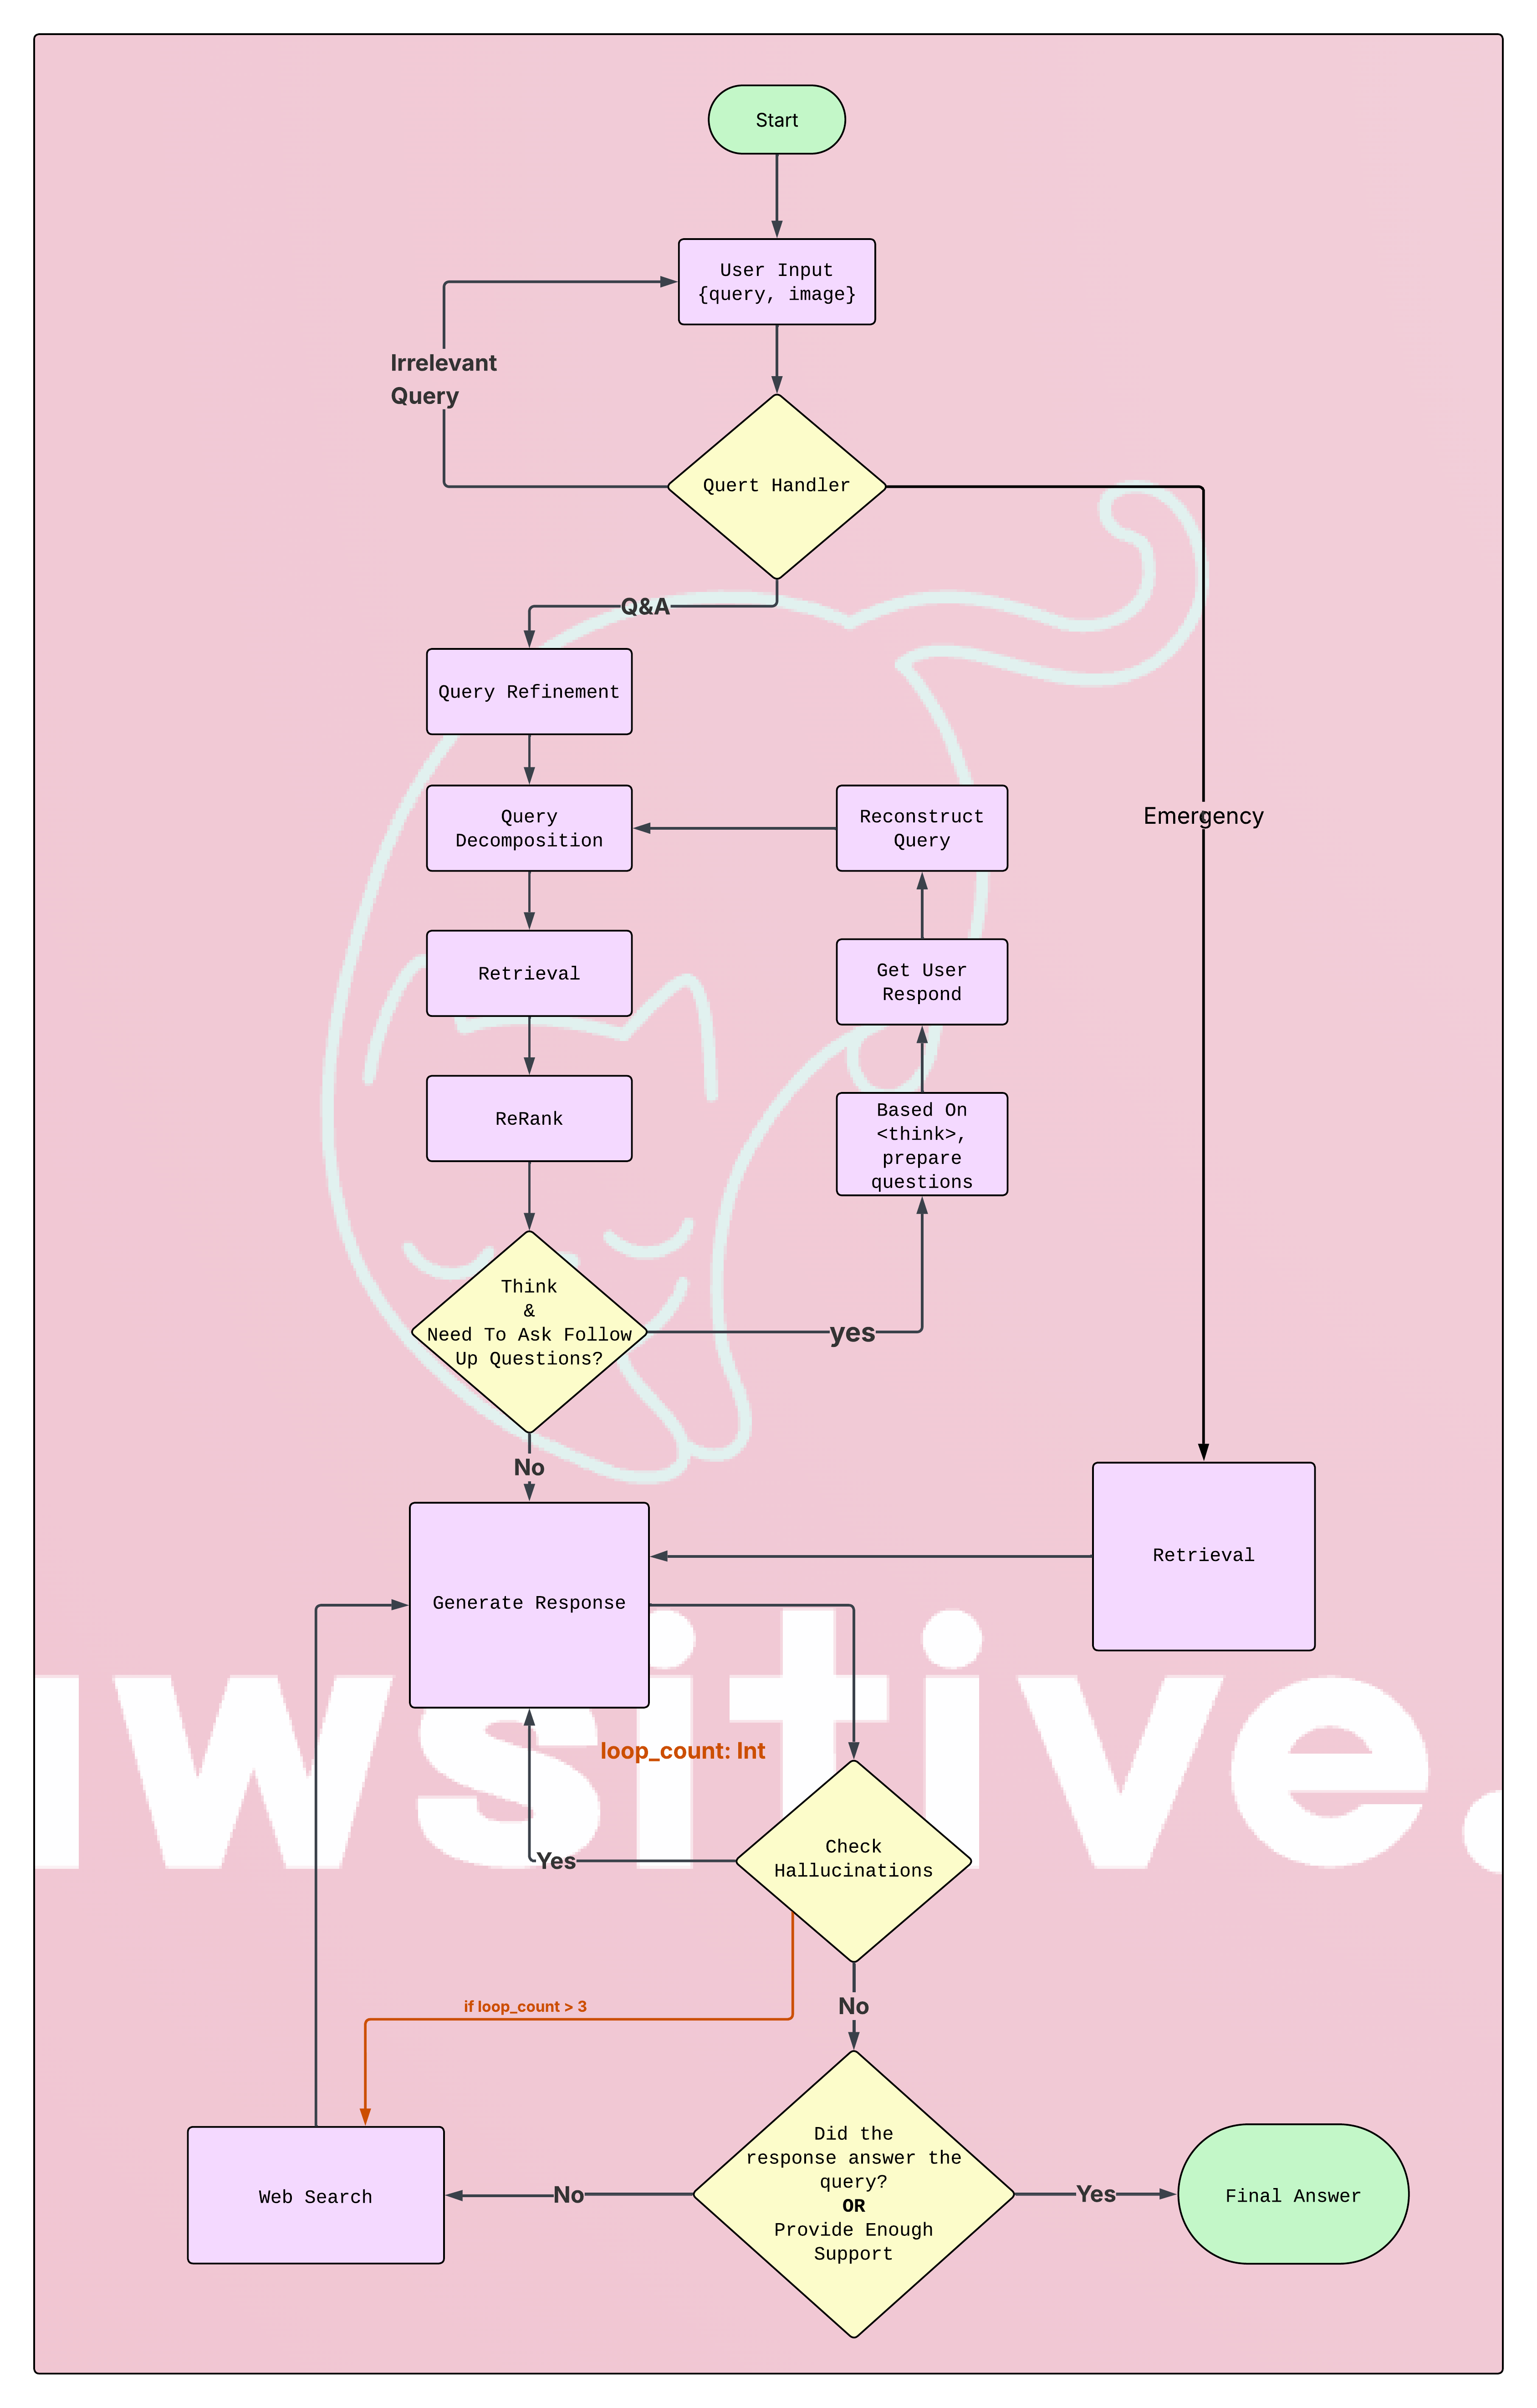 Start
User Input
{query, image}
Irrelevant
Query
Quert Handler
Q&A
Query Refinement
Query
Decomposition
Reconstruct
Query
Emergency
Retrieval
Get User
Respond
ReRank
Based On
<think>,
prepare
questions
Think
&
Need To Ask Follow
Up Questions?
yes
No
Retrieval
Generate Response
wsitive.
loop_count: Int
Check
Hallucinations
Yes
if loop_count > 3
No
Did the
response answer the
query?
OR
Provide Enough
Support
Web Search
No
Yes
Final Answer